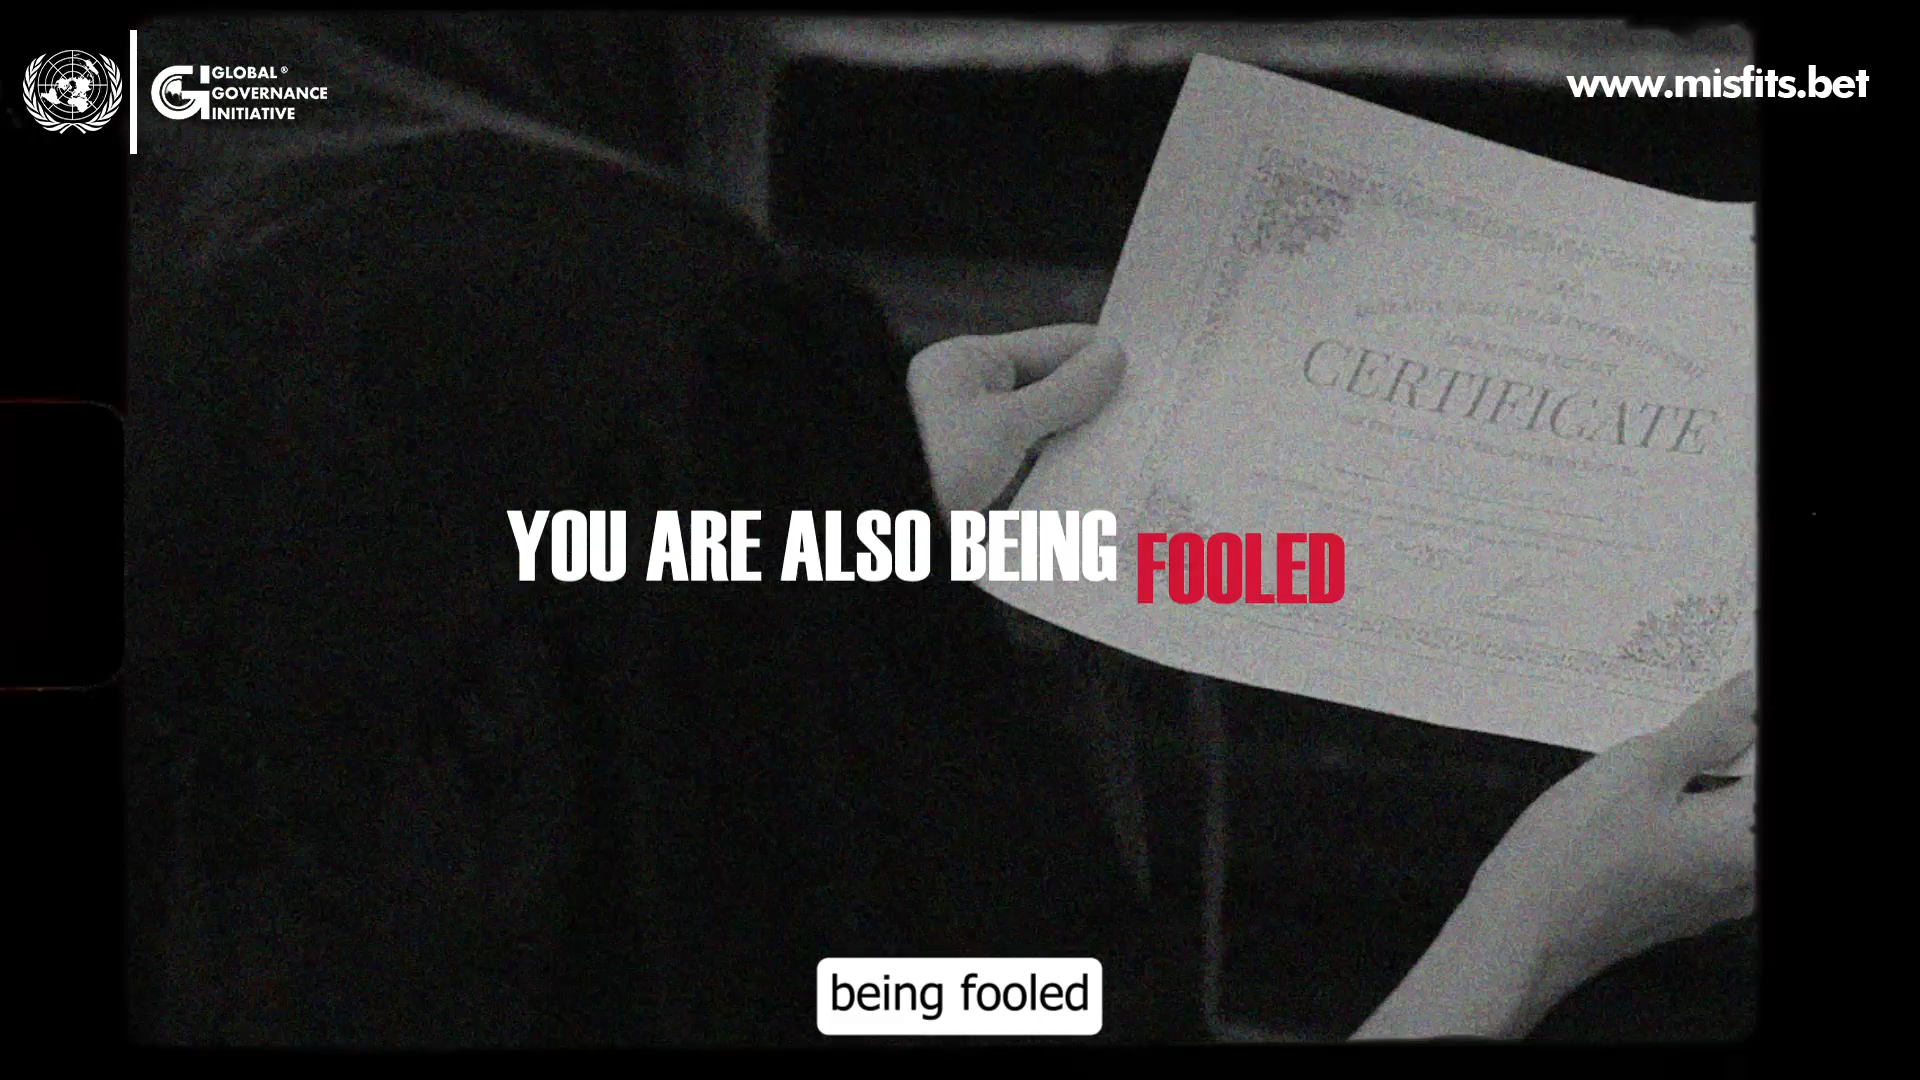 GLOBAL®
GOVERNANCE
INITIATIVE
www.misfits.bet
CERTIFICATE
YOU ARE ALSO BEING FOOLED
being fooled